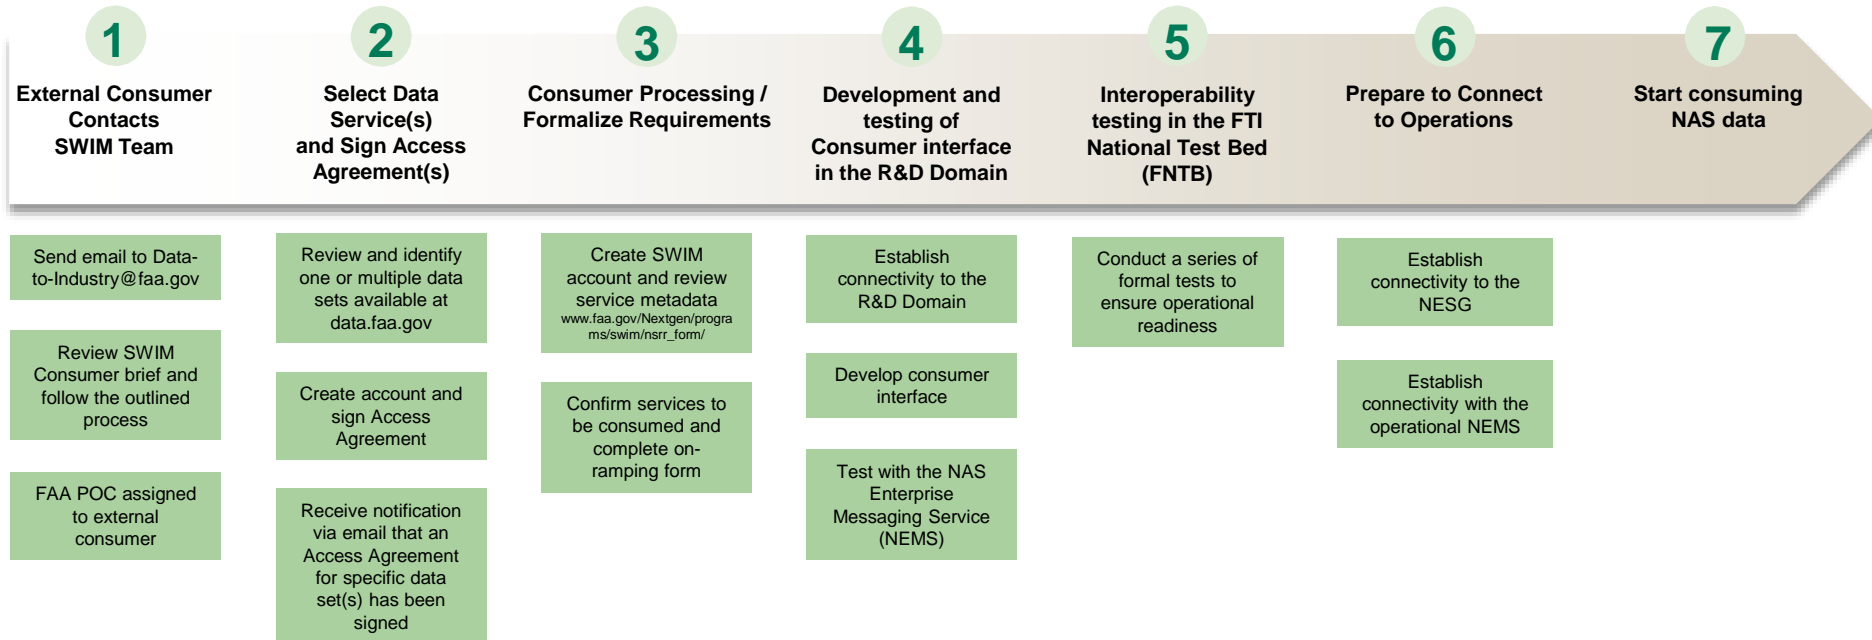 1
External Consumer
Contacts
SWIM Team
Send email to Data-
to-Industry@faa.gov
Review SWIM
Consumer brief and
follow the outlined
process
FAA POC assigned
to external
consumer
2
Select Data
Service(s)
and Sign Access
Agreement(s)
Review and identify
one or multiple data
sets available at
data.faa.gov
Create account and
sign Access
Agreement
Receive notification
via email that an
Access Agreement
for specific data
set(s) has been
signed
3
Consumer Processing /
Formalize Requirements
Create SWIM
account and review
service metadata
www.faa.gov/Nextgen/progra
ms/swim/nsrr_form/
Confirm services to
be consumed and
complete on-
ramping form
4
Development and
testing of
Consumer interface
in the R&D Domain
Establish
connectivity to the
R&D Domain
Develop consumer
interface
Test with the NAS
Enterprise
Messaging Service
(NEMS)
5
Interoperability
testing in the FTI
National Test Bed
(FNTB)
Conduct a series of
formal tests to
ensure operational
readiness
6
Prepare to Connect
to Operations
Establish
connectivity to the
NESG
Establish
connectivity with the
operational NEMS
7
Start consuming
NAS data